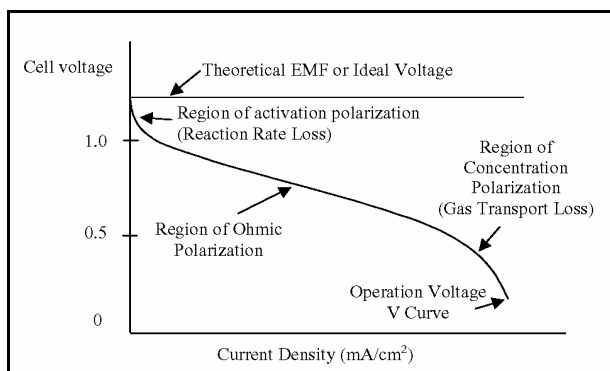 Cell voltage
Theoretical EMF or Ideal Voltage
Region of activation polarization
(Reaction Rate Loss)
1.0
Region of
Concentration
Polarization
(Gas Transport Loss)
Region of Ohmic
Polarization
0.5
Operation Voltage
V Curve
0
Current Density (mA/cm²)